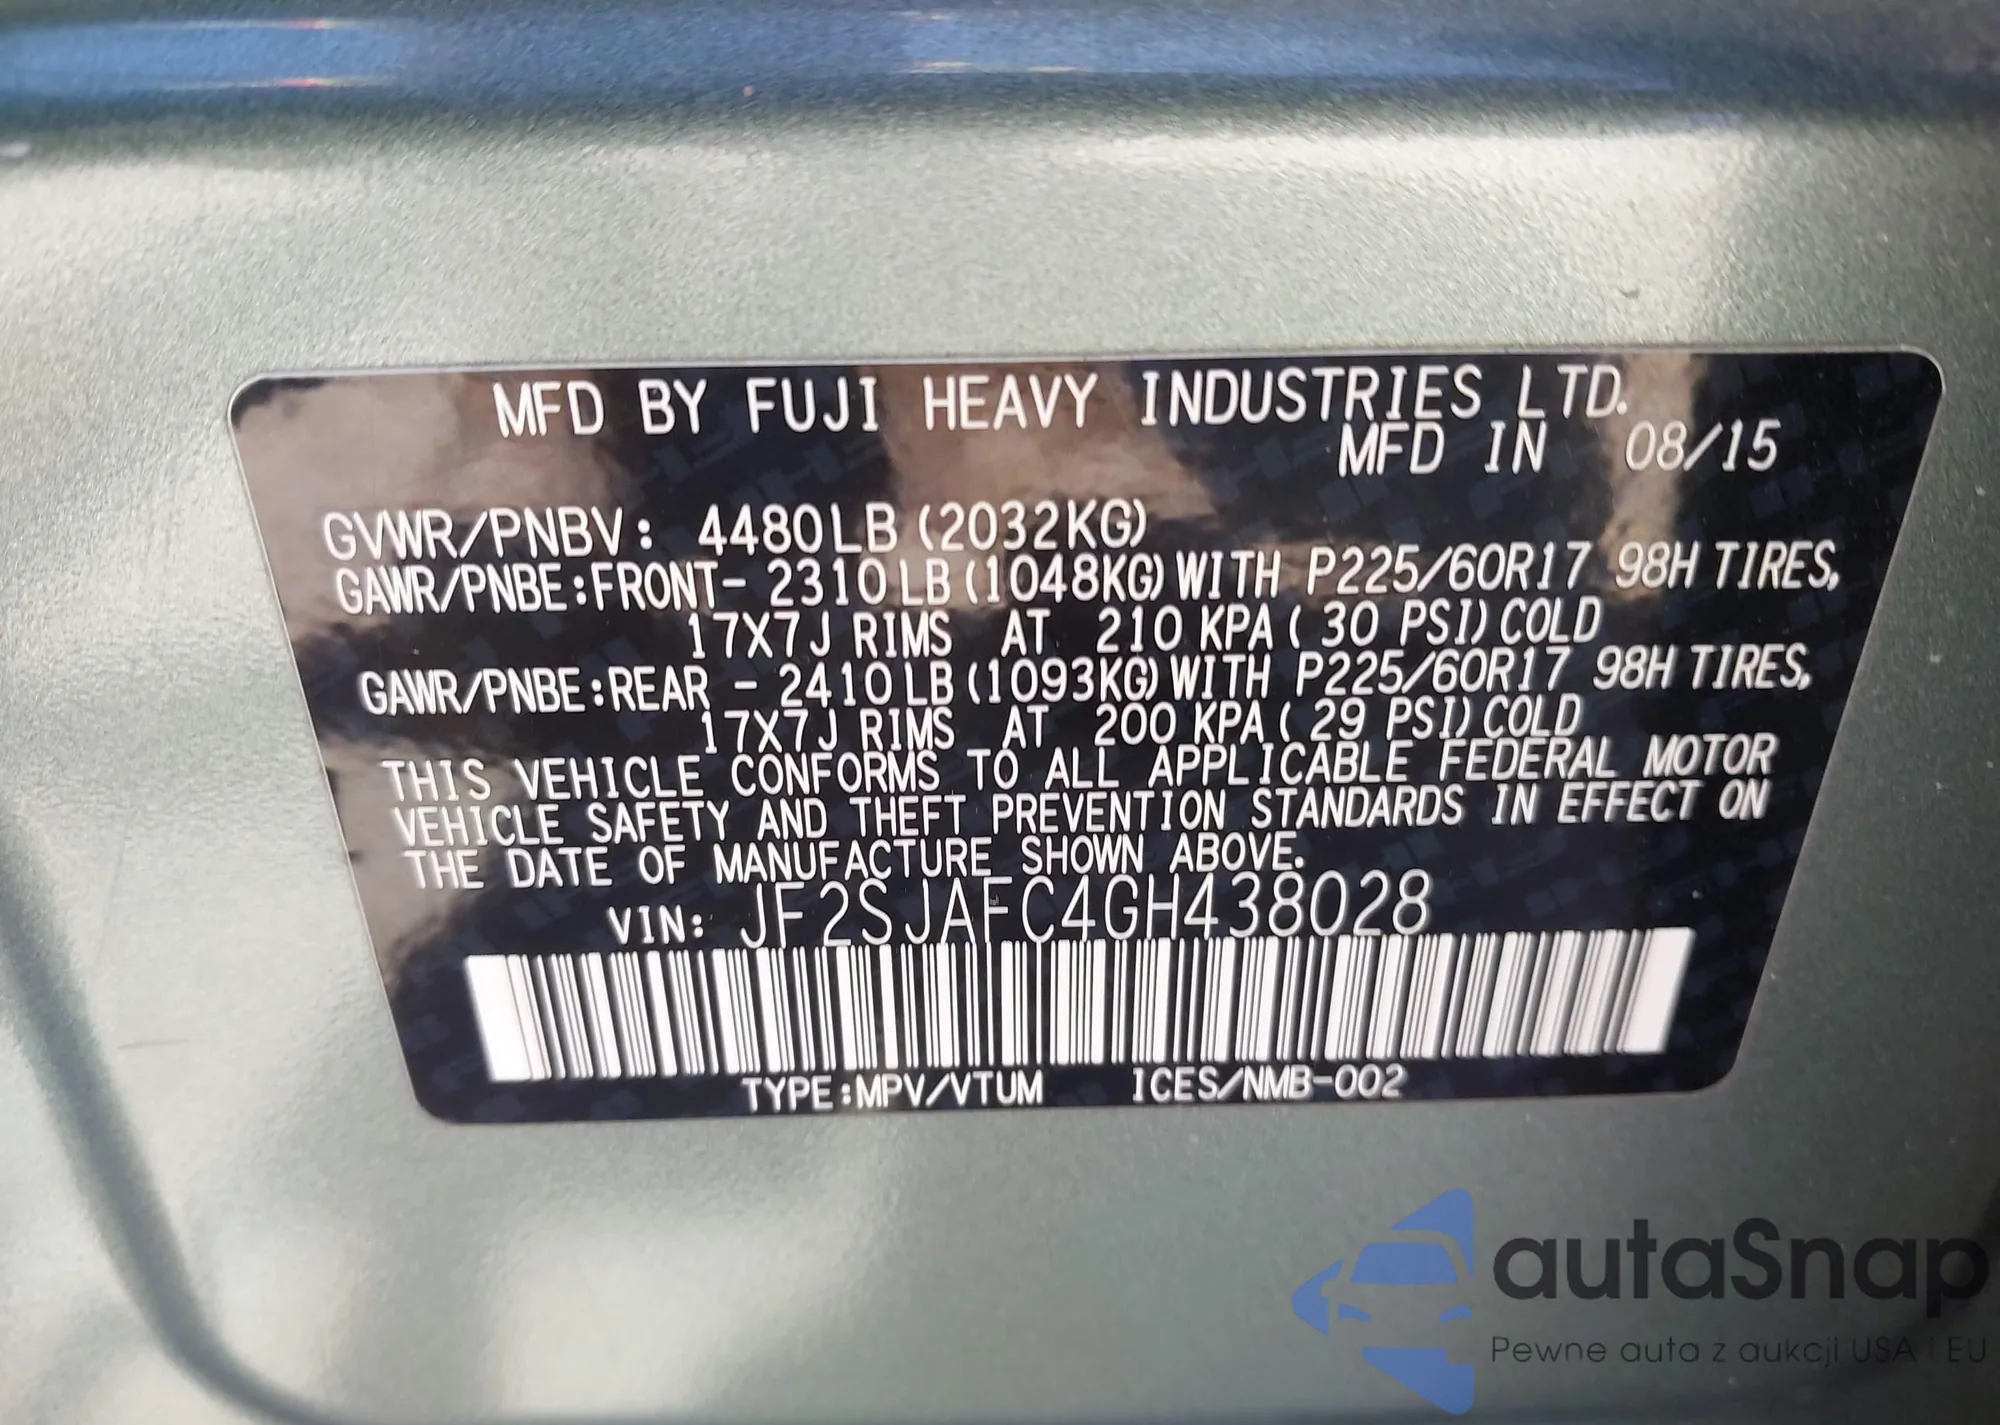 MFD BY FUJI HEAVY INDUSTRIES LTD.
MFD IN 08/15
GVWR/PNBV: 4480LB (2032KG)
GAWR/PNBE:FRONT- 2310LB (1048KG) WITH P225/60R17 98H TIRES,
17X7J RIMS AT 210 KPA ( 30 PSI) COLD
GAWR/PNBE:REAR - 2410LB (1093KG) WITH P225/60R17 98H TIRES,
17X7J RIMS AT 200 KPA ( 29 PSI) COLD
THIS VEHICLE CONFORMS TO ALL APPLICABLE FEDERAL MOTOR
VEHICLE SAFETY AND THEFT PREVENTION STANDARDS IN EFFECT ON
THE DATE OF MANUFACTURE SHOWN ABOVE.
VIN: JF2SJAFC4GH438028
TYPE:MPV/VTUM ICES/NMB-002
autaSnap
Pewne auta z aukcji USA i EU